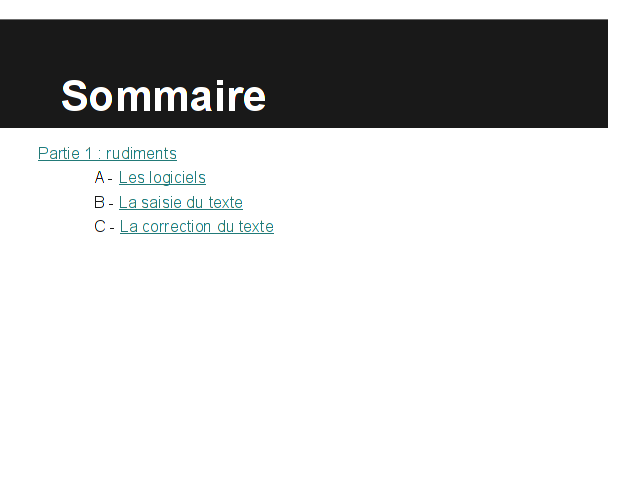 Sommaire
Partie 1 : rudiments
A - Les logiciels
B - La saisie du texte
C - La correction du texte